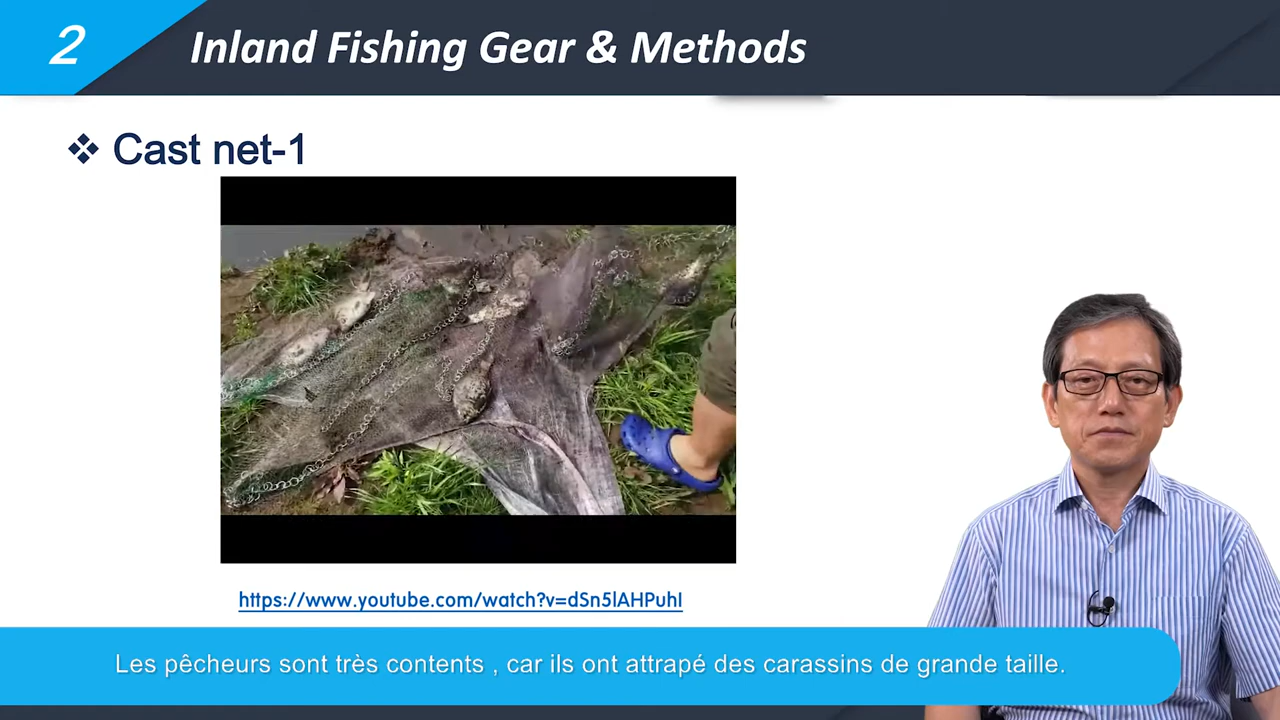 2
Inland Fishing Gear & Methods
❖ Cast net-1
https://www.youtube.com/watch?v=dSn5lAHPuhI
Les pêcheurs sont très contents , car ils ont attrapé des carassins de grande taille.